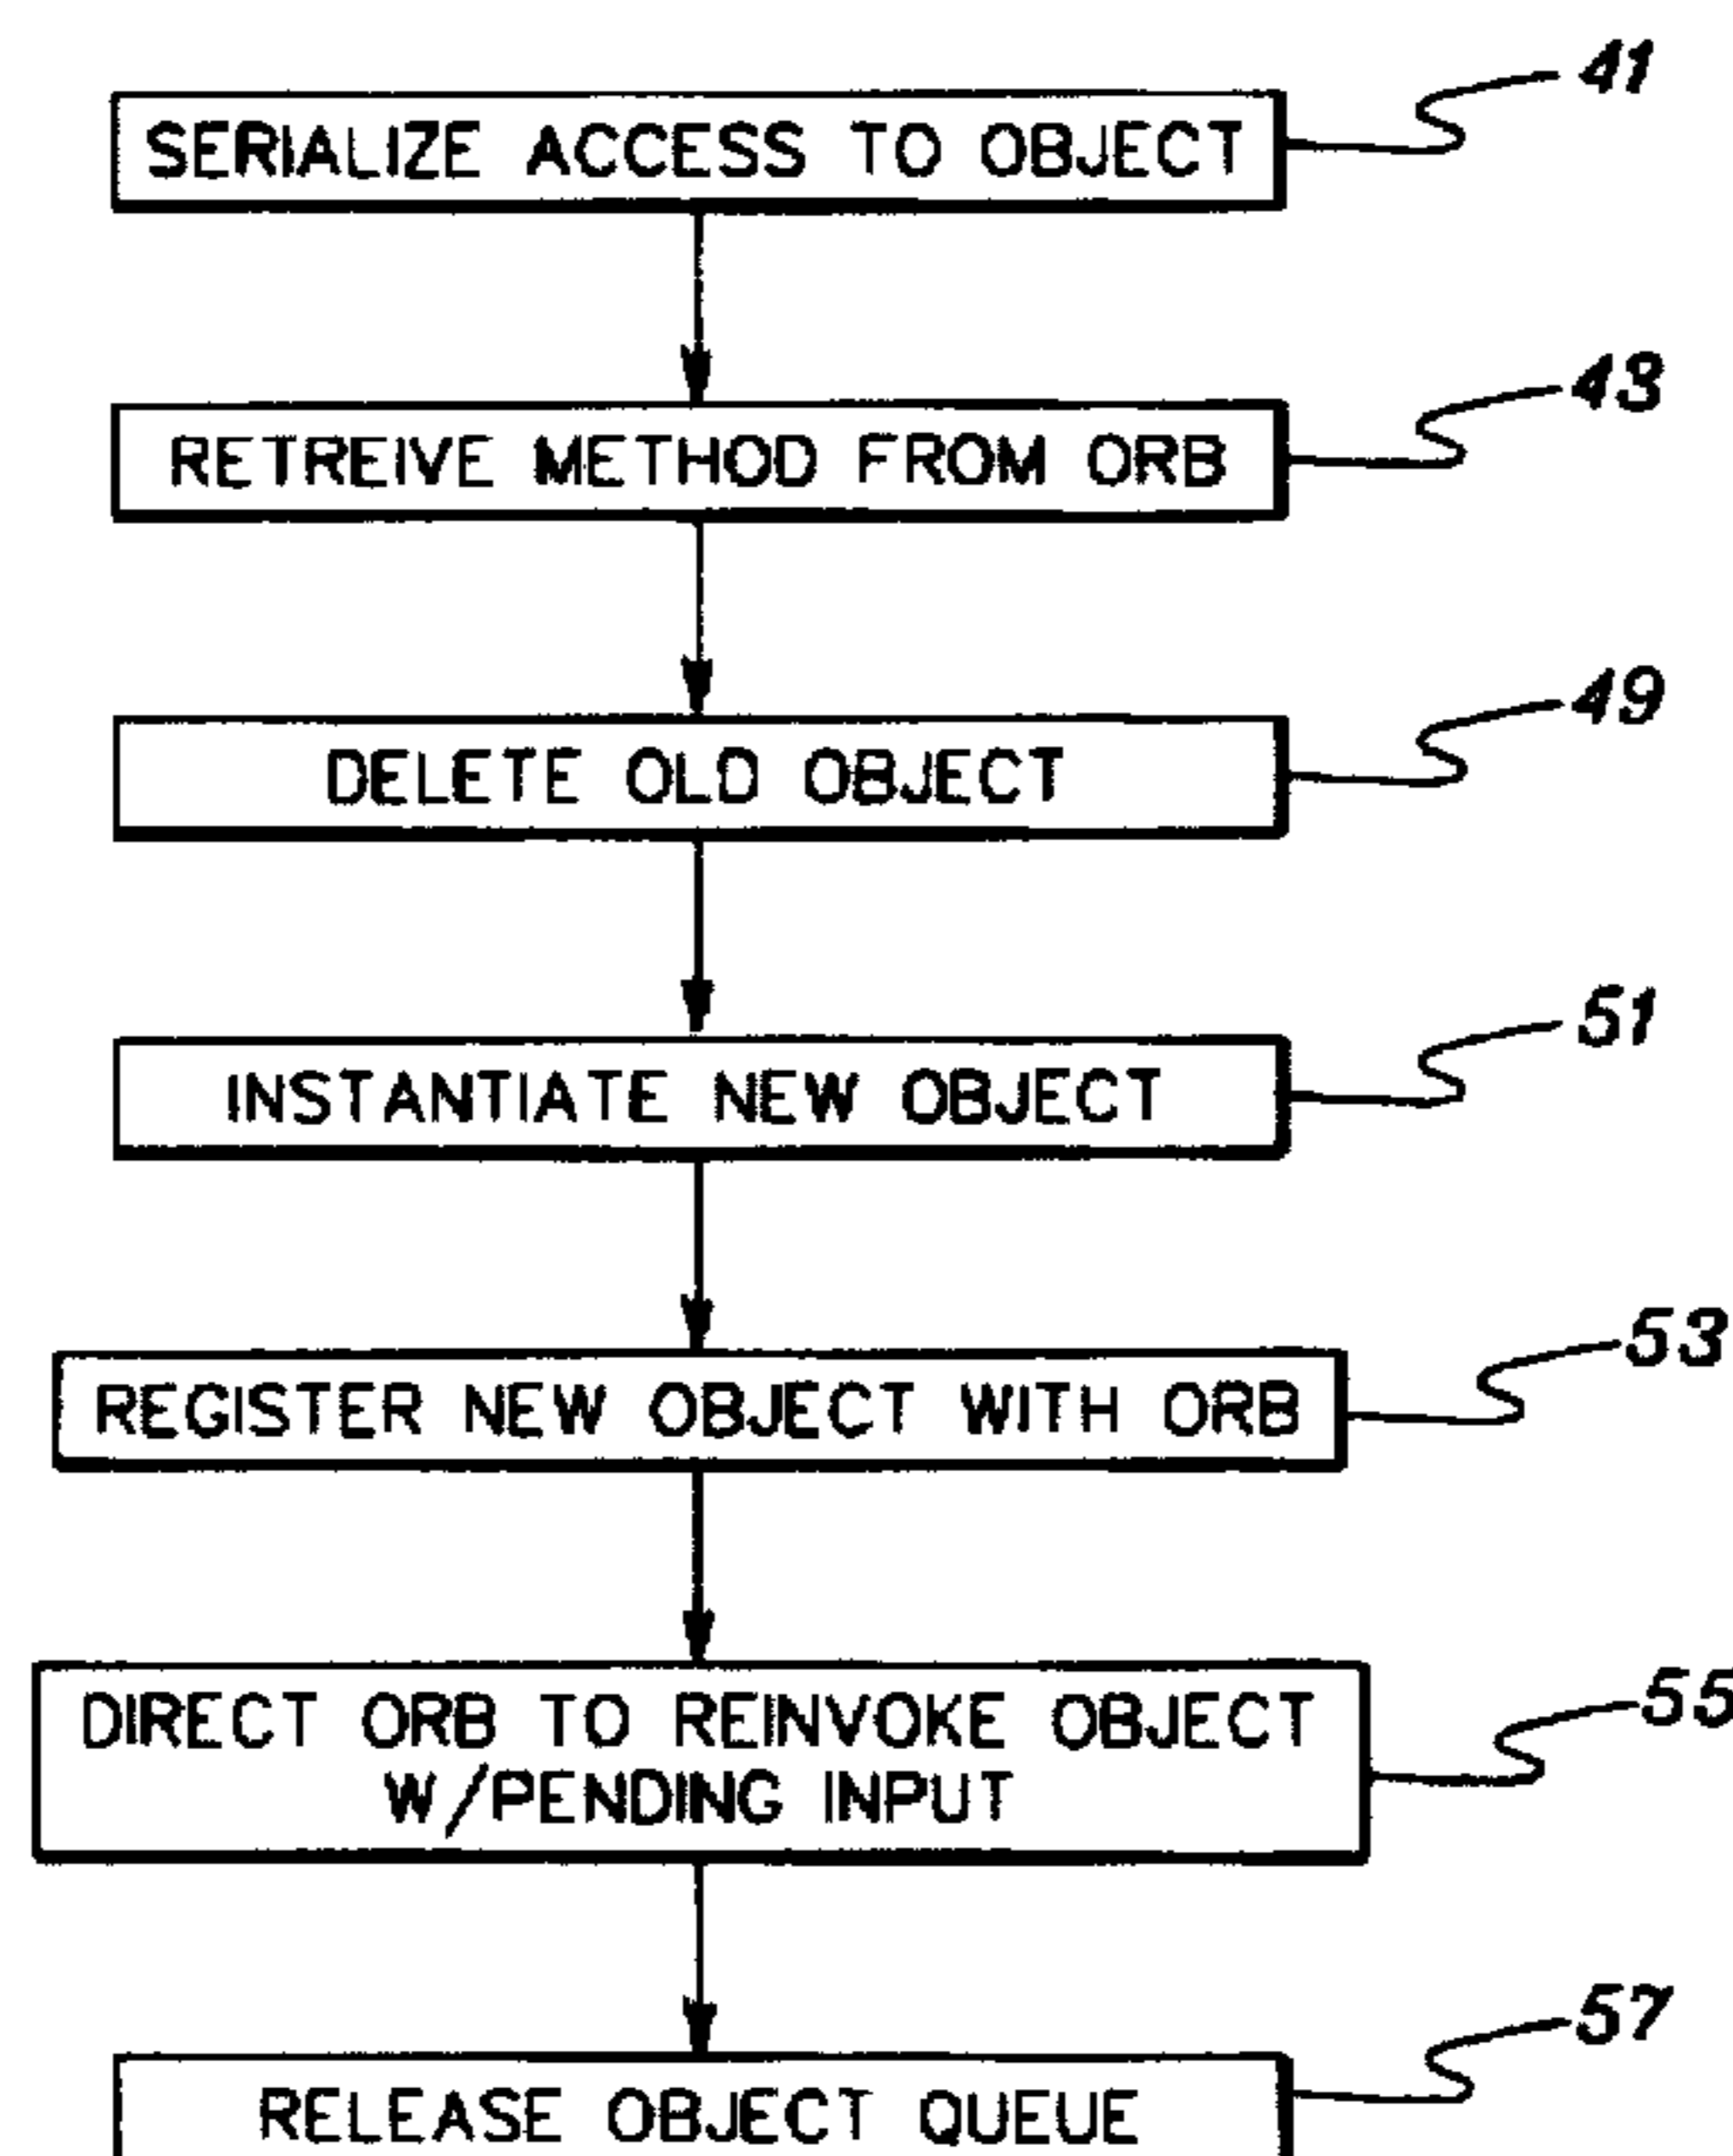 SERIALIZE ACCESS TO OBJECT
41
RETREIVE METHOD FROM ORB
43
DELETE OLD OBJECT
49
INSTANTIATE NEW OBJECT
51
REGISTER NEW OBJECT WITH ORB
53
DIRECT ORB TO REINVOKE OBJECT
W/PENDING INPUT
55
RELEASE OBJECT QUEUE
57